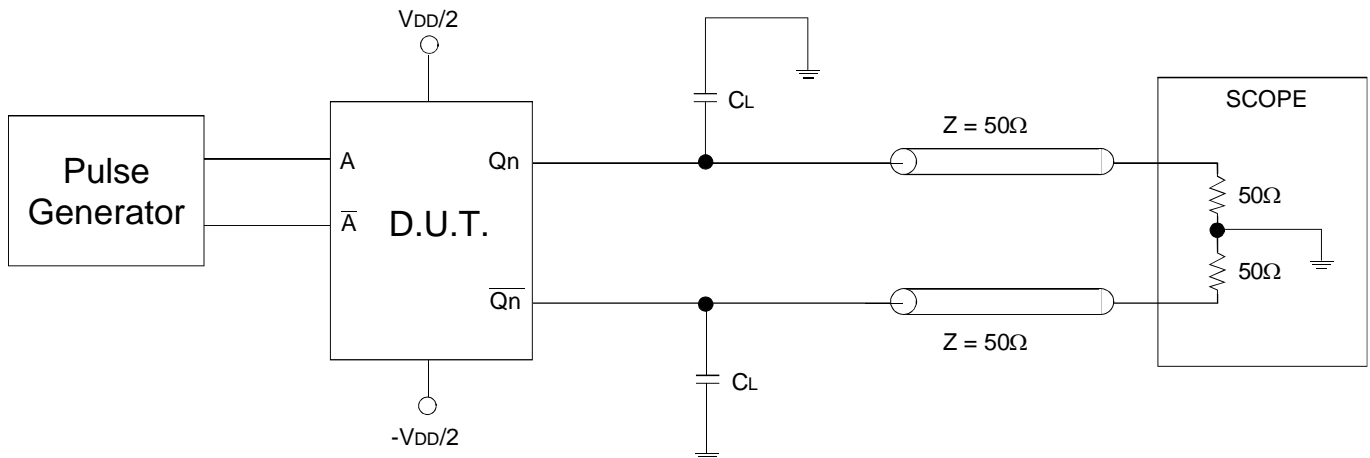 VDD/2
Pulse
Generator
A
A̅
D.U.T.
Qn
Q̅n̅
-VDD/2
CL
CL
Z = 50Ω
Z = 50Ω
SCOPE
50Ω
50Ω